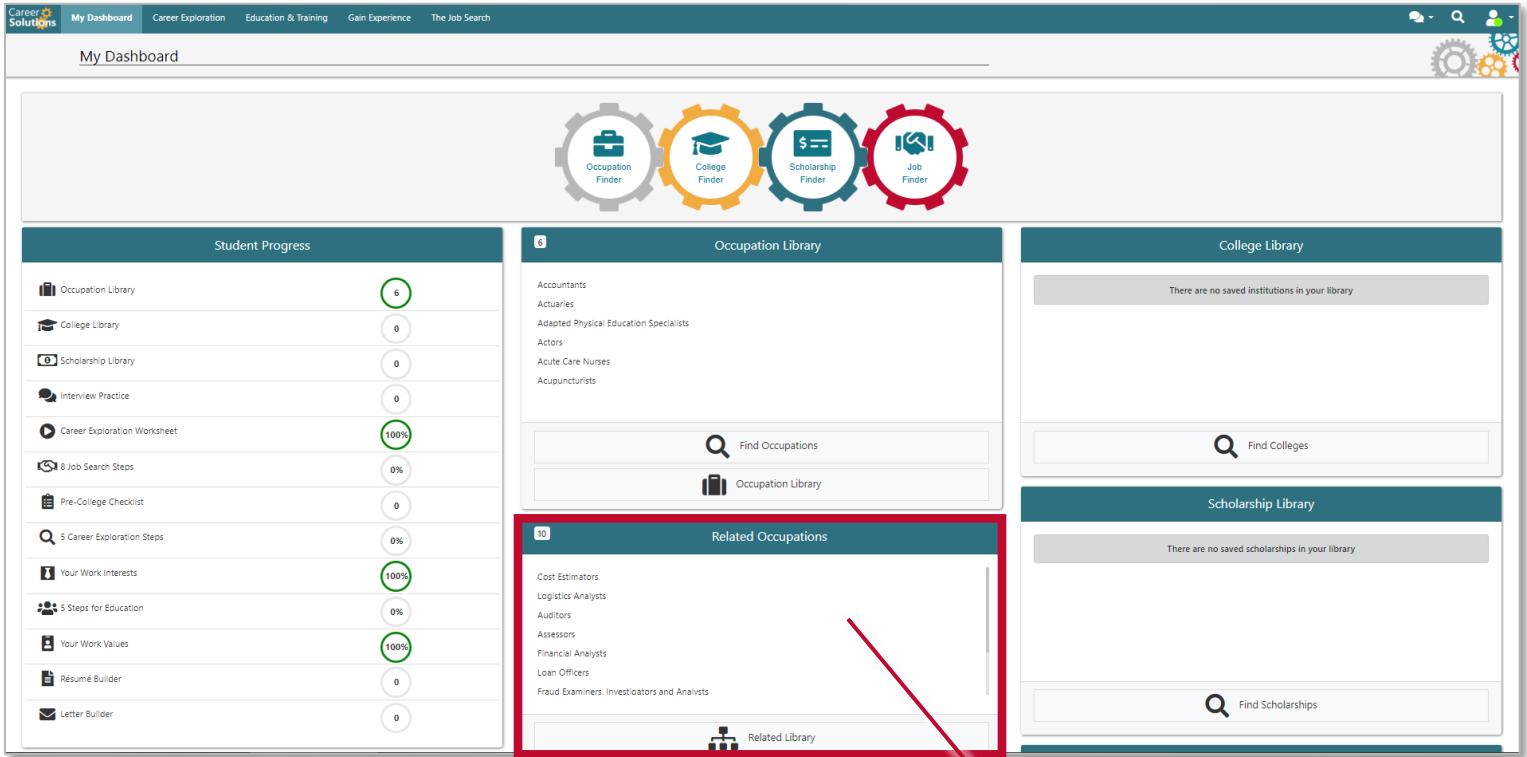 Career
Solutions
My Dashboard
Career Exploration
Education & Training
Gain Experience
The Job Search
My Dashboard
Occupation
Finder
College
Finder
Scholarship
Finder
Job
Finder
Student Progress
Occupation Library
6
College Library
0
Scholarship Library
0
Interview Practice
0
Career Exploration Worksheet
100%
8 Job Search Steps
0%
Pre-College Checklist
0
5 Career Exploration Steps
0%
Your Work Interests
100%
5 Steps for Education
0%
Your Work Values
100%
Résumé Builder
0
Letter Builder
0
6
Occupation Library
Accountants
Actuaries
Adapted Physical Education Specialists
Actors
Acute Care Nurses
Acupuncturists
Find Occupations
Occupation Library
10
Related Occupations
Cost Estimators
Logistics Analysts
Auditors
Assessors
Financial Analysts
Loan Officers
Fraud Examiners, Investigators and Analysts
Related Library
College Library
There are no saved institutions in your library
Find Colleges
Scholarship Library
There are no saved scholarships in your library
Find Scholarships